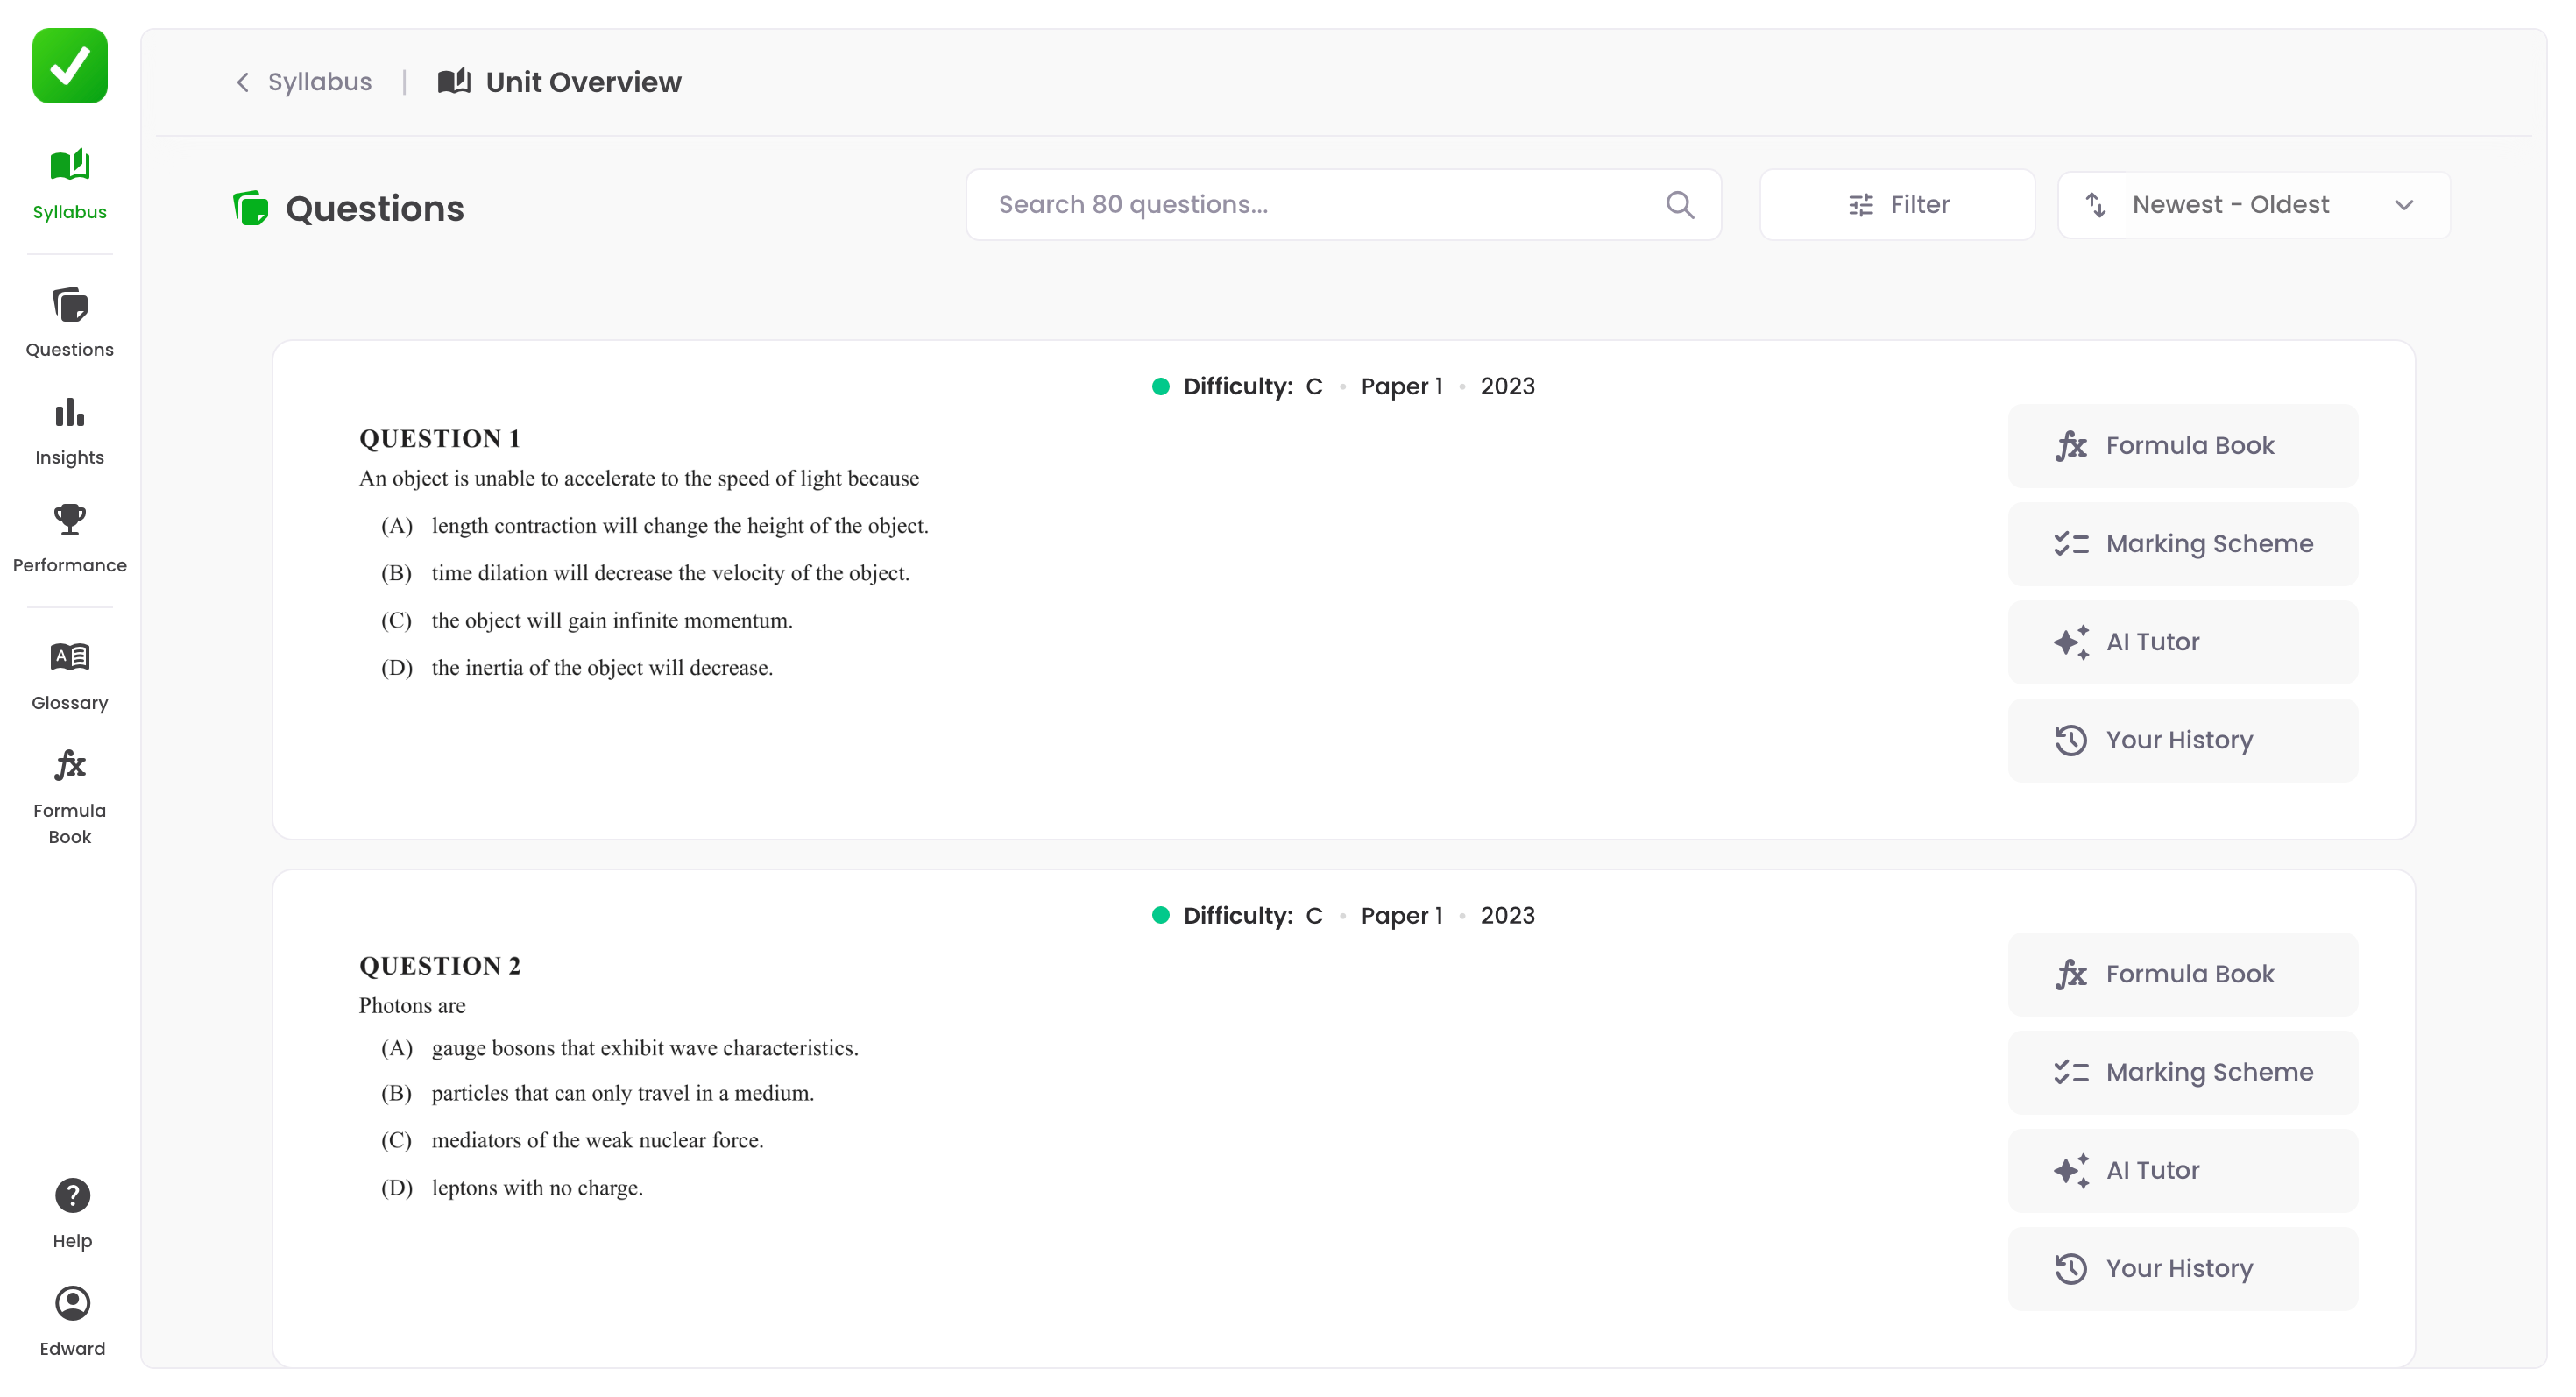 Syllabus
Questions
Insights
Performance
Glossary
Formula
Book
Help
Edward
Syllabus | Unit Overview
Questions
Search 80 questions...
Filter
Newest - Oldest
Difficulty: C • Paper 1 • 2023
QUESTION 1
An object is unable to accelerate to the speed of light because
(A) length contraction will change the height of the object.
(B) time dilation will decrease the velocity of the object.
(C) the object will gain infinite momentum.
(D) the inertia of the object will decrease.
Formula Book
Marking Scheme
AI Tutor
Your History
Difficulty: C • Paper 1 • 2023
QUESTION 2
Photons are
(A) gauge bosons that exhibit wave characteristics.
(B) particles that can only travel in a medium.
(C) mediators of the weak nuclear force.
(D) leptons with no charge.
Formula Book
Marking Scheme
AI Tutor
Your History